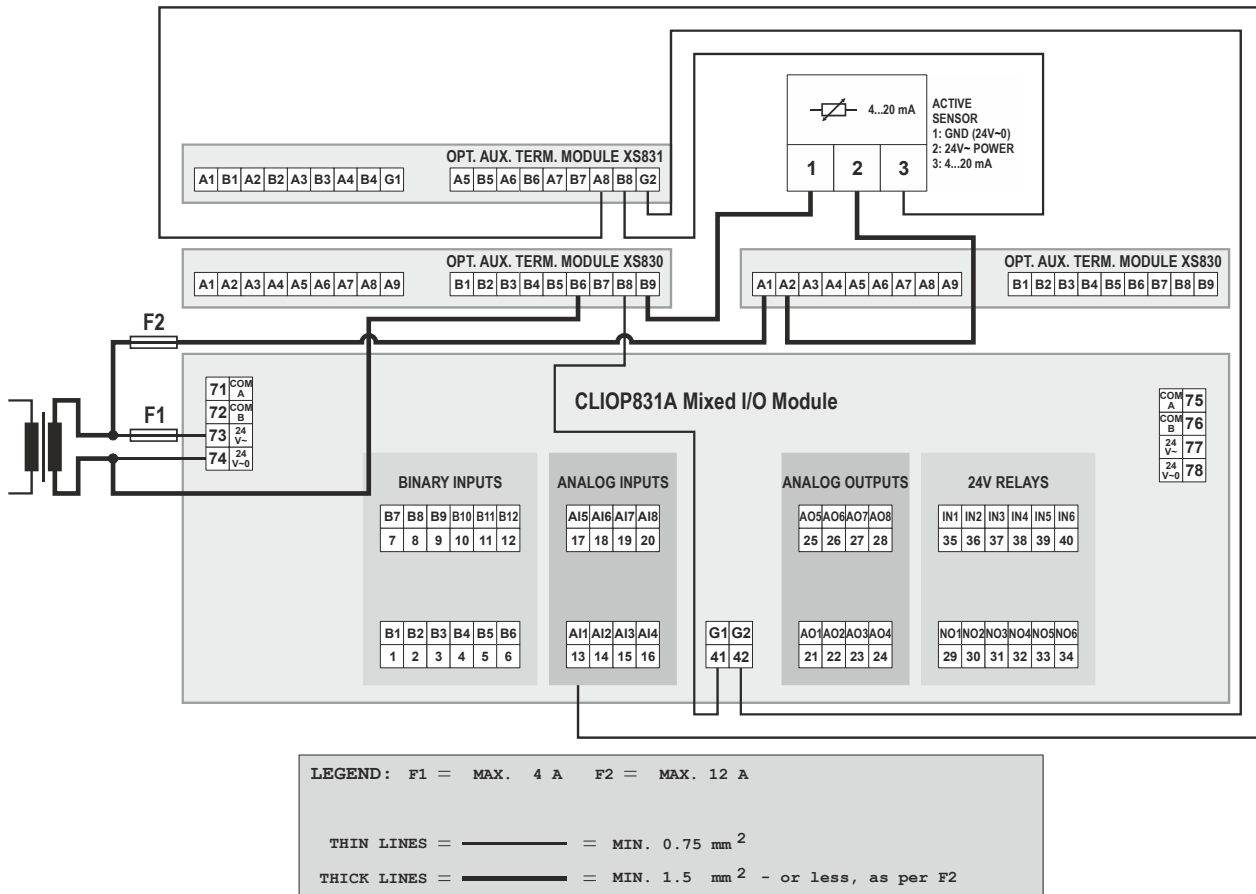 4...20 mA
ACTIVE
SENSOR
1: GND (24V~0)
2: 24V~ POWER
3: 4...20 mA
1 2 3
OPT. AUX. TERM. MODULE XS831
A1 B1 A2 B2 A3 B3 A4 B4 G1
A5 B5 A6 B6 A7 B7 A8 B8 G2
OPT. AUX. TERM. MODULE XS830
A1 A2 A3 A4 A5 A6 A7 A8 A9
B1 B2 B3 B4 B5 B6 B7 B8 B9
OPT. AUX. TERM. MODULE XS830
A1 A2 A3 A4 A5 A6 A7 A8 A9
B1 B2 B3 B4 B5 B6 B7 B8 B9
F2
F1
CLIOP831A Mixed I/O Module
71 COM A
72 COM B
73 24 V~
74 24 V~0
COM A 75
COM B 76
24 V~ 77
24 V~0 78
BINARY INPUTS
B7 B8 B9 B10 B11 B12
7 8 9 10 11 12
B1 B2 B3 B4 B5 B6
1 2 3 4 5 6
ANALOG INPUTS
AI5 AI6 AI7 AI8
17 18 19 20
AI1 AI2 AI3 AI4
13 14 15 16
G1 G2
41 42
ANALOG OUTPUTS
AO5 AO6 AO7 AO8
25 26 27 28
AO1 AO2 AO3 AO4
21 22 23 24
24V RELAYS
IN1 IN2 IN3 IN4 IN5 IN6
35 36 37 38 39 40
NO1 NO2 NO3 NO4 NO5 NO6
29 30 31 32 33 34
LEGEND: F1 = MAX. 4 A F2 = MAX. 12 A
THIN LINES = = MIN. 0.75 mm 2
THICK LINES = = MIN. 1.5 mm 2 - or less, as per F2